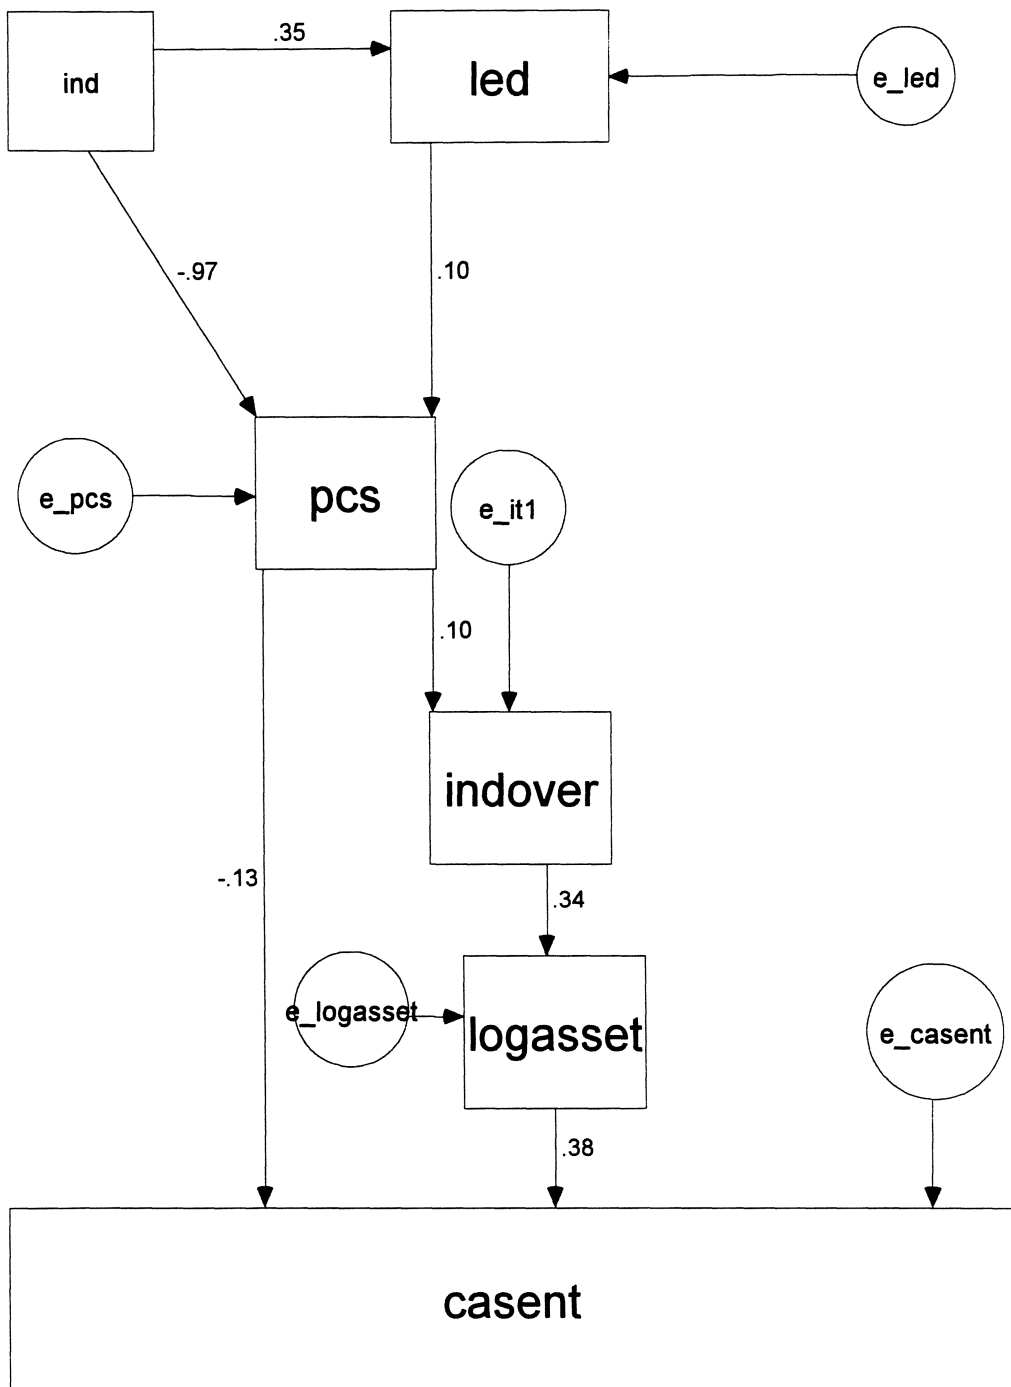 .35
ind
led
e_led
-.97
.10
e_pcs
pcs
e_it1
.10
indover
-.13
.34
e_logasset
logasset
e_casent
.38
casent